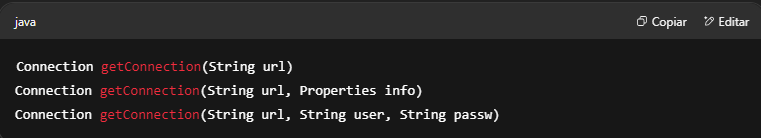 java
Copiar
Editar
Connection getConnection(String url)
Connection getConnection(String url, Properties info)
Connection getConnection(String url, String user, String passw)